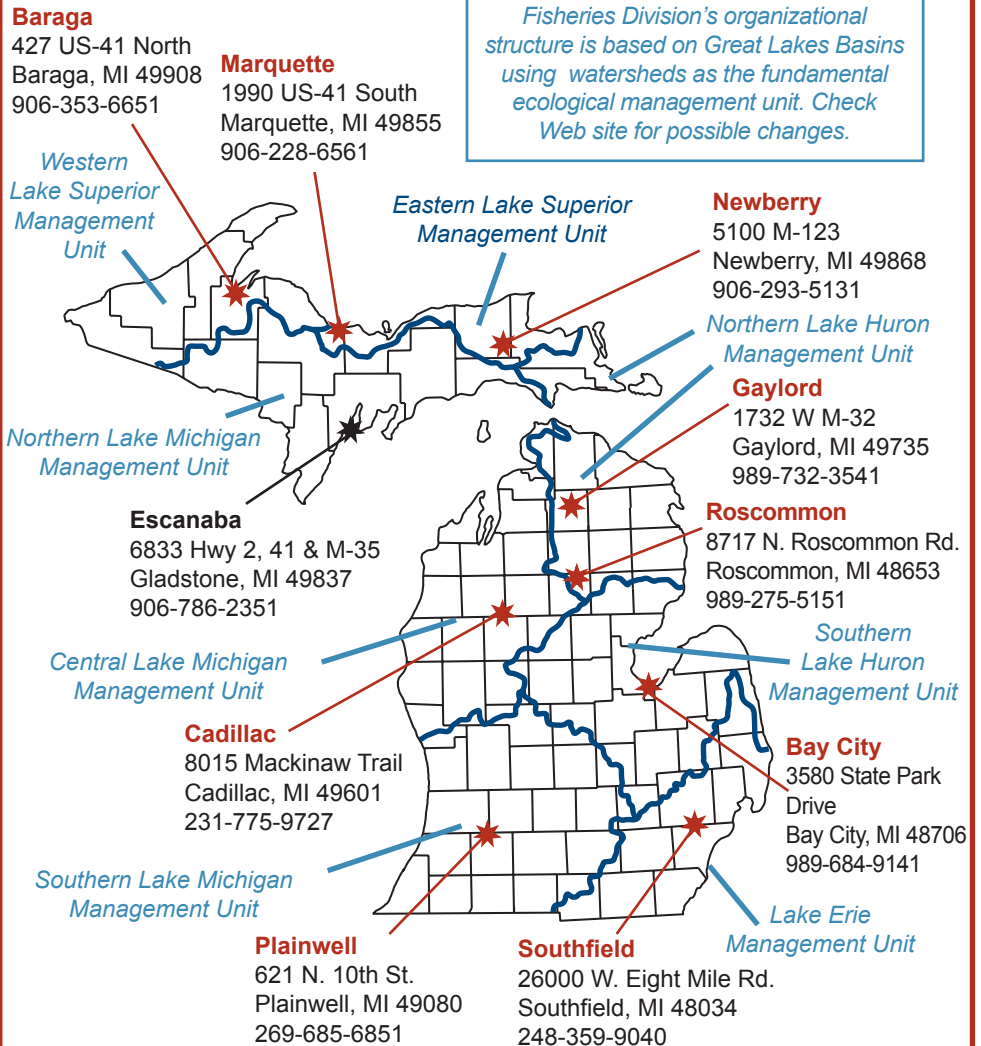 Baraga
427 US-41 North
Baraga, MI 49908
906-353-6651
Marquette
1990 US-41 South
Marquette, MI 49855
906-228-6561
Fisheries Division's organizational
structure is based on Great Lakes Basins
using watersheds as the fundamental
ecological management unit. Check
Web site for possible changes.
Western
Lake Superior
Management
Unit
Eastern Lake Superior
Management Unit
Newberry
5100 M-123
Newberry, MI 49868
906-293-5131
Northern Lake Huron
Management Unit
Gaylord
1732 W M-32
Gaylord, MI 49735
989-732-3541
Northern Lake Michigan
Management Unit
Escanaba
6833 Hwy 2, 41 & M-35
Gladstone, MI 49837
906-786-2351
Roscommon
8717 N. Roscommon Rd.
Roscommon, MI 48653
989-275-5151
Southern
Lake Huron
Management Unit
Central Lake Michigan
Management Unit
Cadillac
8015 Mackinaw Trail
Cadillac, MI 49601
231-775-9727
Bay City
3580 State Park
Drive
Bay City, MI 48706
989-684-9141
Southern Lake Michigan
Management Unit
Lake Erie
Management Unit
Plainwell
621 N. 10th St.
Plainwell, MI 49080
269-685-6851
Southfield
26000 W. Eight Mile Rd.
Southfield, MI 48034
248-359-9040